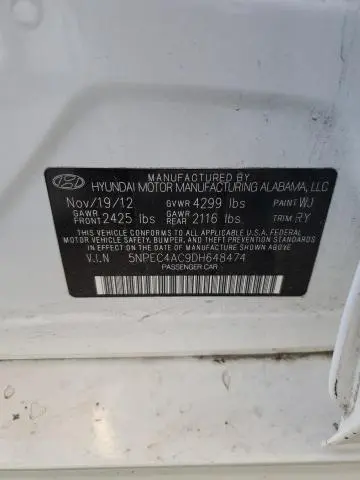 MANUFACTURED BY
HYUNDAI MOTOR MANUFACTURING ALABAMA, LLC
Nov/19/12 GVWR 4299 lbs PAINT WJ
GAWR FRONT 2425 lbs GAWR REAR 2116 lbs TRIM RY
THIS VEHICLE CONFORMS TO ALL APPLICABLE U.S.A. FEDERAL
MOTOR VEHICLE SAFETY, BUMPER, AND THEFT PREVENTION STANDARDS
IN EFFECT ON THE DATE OF MANUFACTURE SHOWN ABOVE.
V.I.N 5NPEC4AC9DH648474
PASSENGER CAR